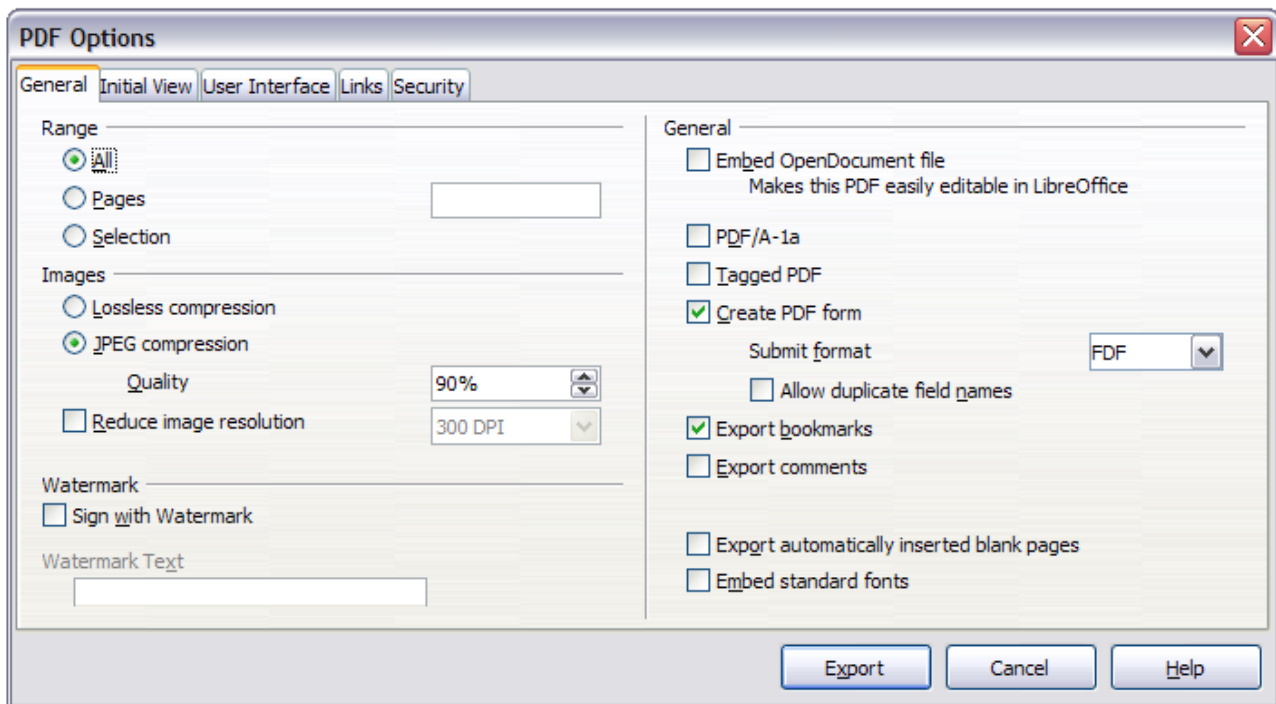 PDF Options
General Initial View User Interface Links Security
Range
All
Pages
Selection
Images
Lossless compression
JPEG compression
Quality 90%
Reduce image resolution 300 DPI
Watermark
Sign with Watermark
Watermark Text
General
Embed OpenDocument file
Makes this PDF easily editable in LibreOffice
PDF/A-1a
Tagged PDF
Create PDF form
Submit format FDF
Allow duplicate field names
Export bookmarks
Export comments
Export automatically inserted blank pages
Embed standard fonts
Export Cancel Help